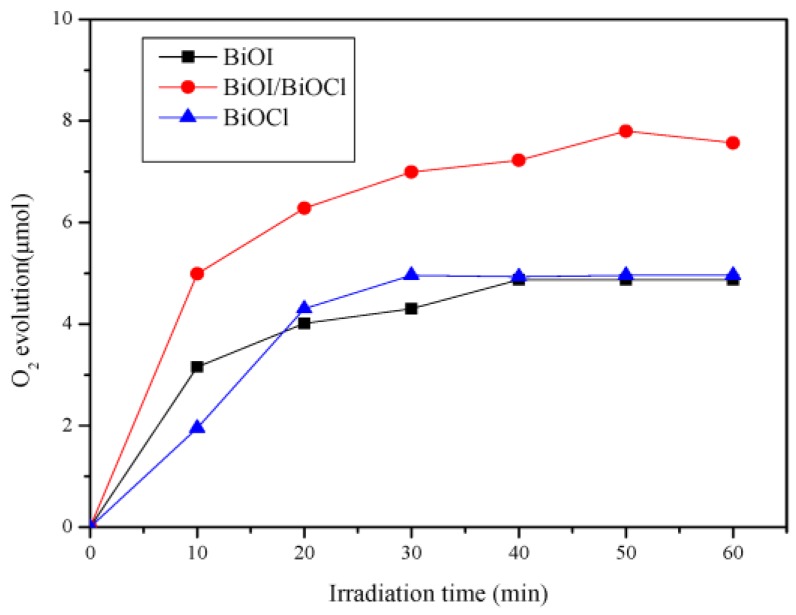 10
8
6
4
2
0
O2 evolution(μmol)
BiOI
BiOI/BiOCl
BiOCl
0 10 20 30 40 50 60
Irradiation time (min)